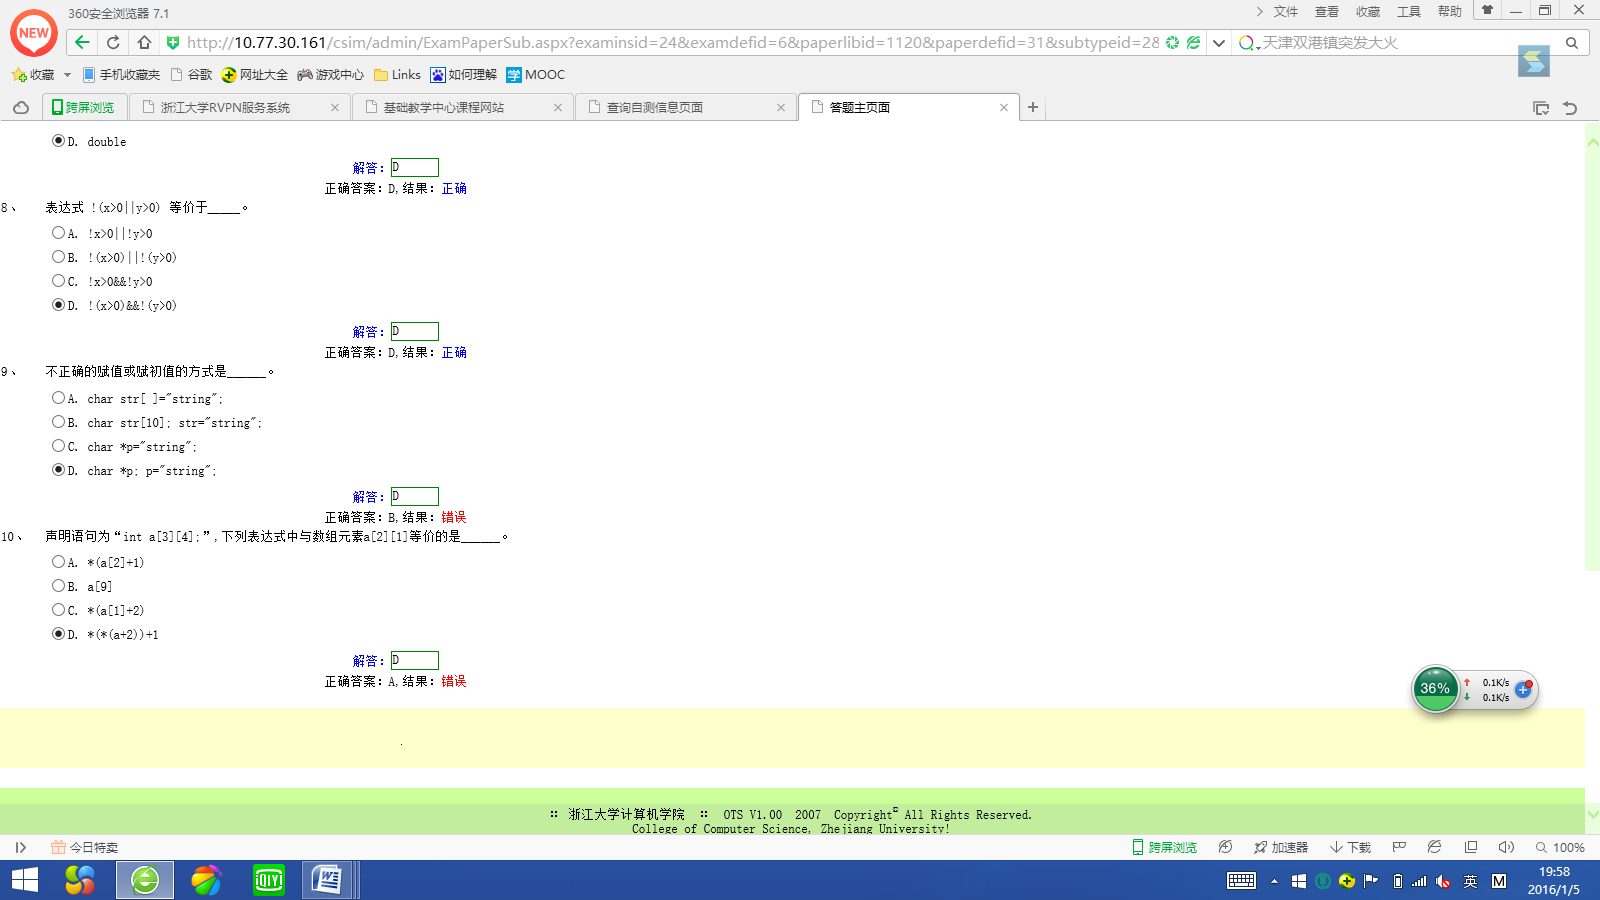 360安全浏览器 7.1
文件 查看 收藏 工具 帮助
NEW
http://10.77.30.161/csim/admin/ExamPaperSub.aspx?examinsid=24&examdefid=6&paperlibid=1120&paperdefid=31&subtypeid=28
天津双港镇突发大火
收藏 手机收藏夹 谷歌 网址大全 游戏中心 Links 如何理解 学 MOOC
跨屏浏览 浙江大学RVPN服务系统 基础教学中心课程网站 查询自测信息页面 答题主页面
D. double
解答： D
正确答案：D,结果：正确
8、 表达式 !(x>0||y>0) 等价于_____。
A. !x>0||!y>0
B. !(x>0)||!(y>0)
C. !x>0&&!y>0
D. !(x>0)&&!(y>0)
解答： D
正确答案：D,结果：正确
9、 不正确的赋值或赋初值的方式是______。
A. char str[ ]="string";
B. char str[10]; str="string";
C. char *p="string";
D. char *p; p="string";
解答： D
正确答案：B,结果：错误
10、 声明语句为“int a[3][4];”,下列表达式中与数组元素a[2][1]等价的是______。
A. *(a[2]+1)
B. a[9]
C. *(a[1]+2)
D. *(*(a+2))+1
解答： D
正确答案：A,结果：错误
36% 0.1K/s
0.1K/s
:: 浙江大学计算机学院 :: OTS V1.00 2007 Copyright© All Rights Reserved.
College of Computer Science, Zhejiang University!
今日特卖 跨屏浏览 加速器 下载 100%
QIYI 英 M 19:58
2016/1/5